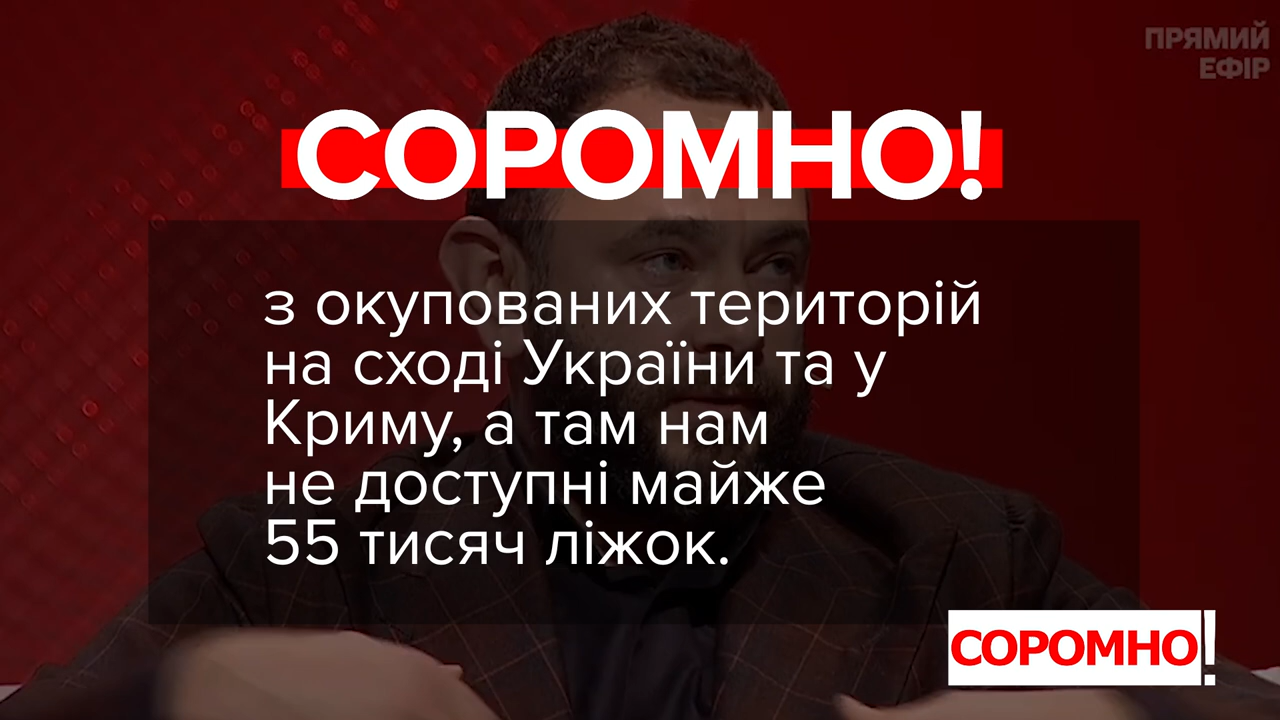 ПРЯМИЙ
ЕФІР
СОРОМНО!
з окупованих територій
на сході України та у
Криму, а там нам
не доступні майже
55 тисяч ліжок.
СОРОМНО!